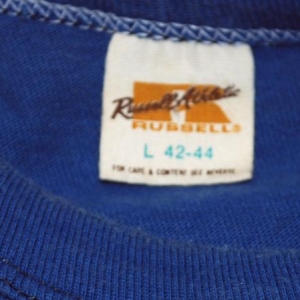 Russell Athletic
RUSSELL®
L 42-44
FOR CARE & CONTENT SEE REVERSE